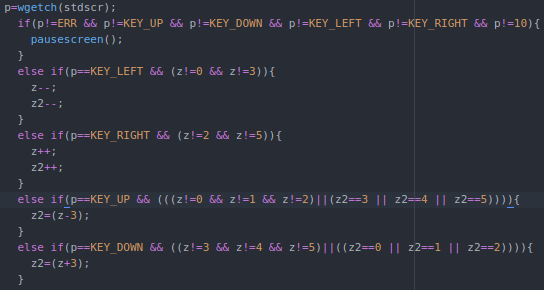 p=wgetch(stdscr);
if(p!=ERR && p!=KEY_UP && p!=KEY_DOWN && p!=KEY_LEFT && p!=KEY_RIGHT && p!=10){
pausescreen();
}
else if(p==KEY_LEFT && (z!=0 && z!=3)){
z--;
z2--;
}
else if(p==KEY_RIGHT && (z!=2 && z!=5)){
z++;
z2++;
}
else if(p==KEY_UP && (((z!=0 && z!=1 && z!=2)||(z2==3 || z2==4 || z2==5)))){
z2=(z-3);
}
else if(p==KEY_DOWN && ((z!=3 && z!=4 && z!=5)||((z2==0 || z2==1 || z2==2)))){
z2=(z+3);
}